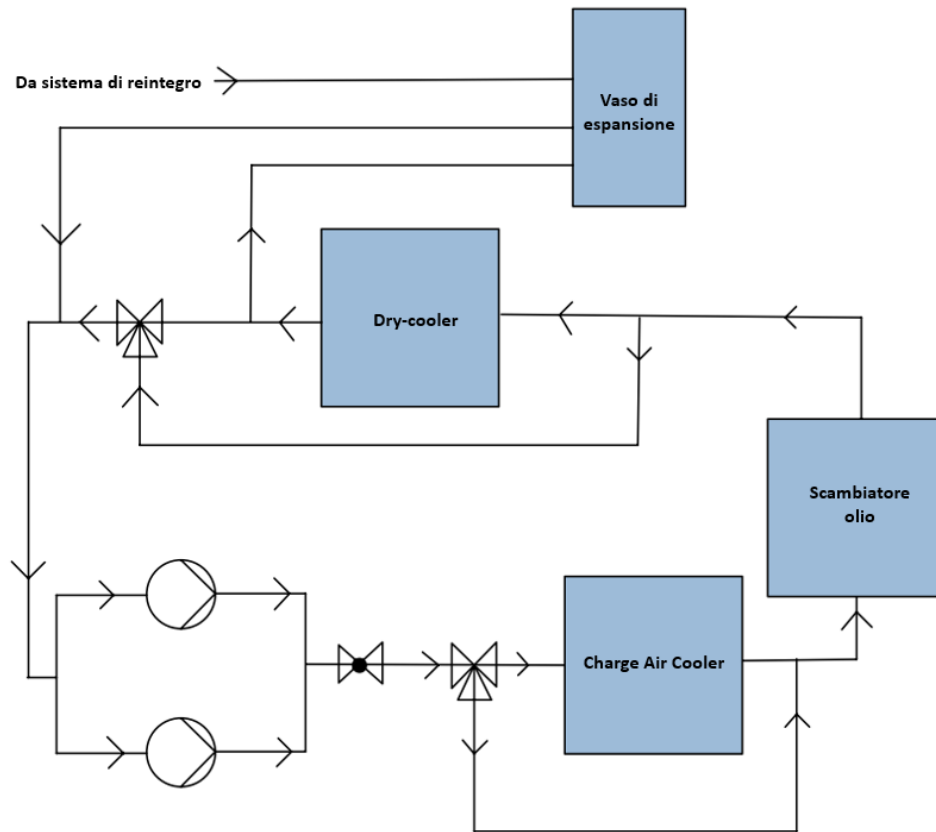 Da sistema di reintegro
Vaso di
espansione
Dry-cooler
Scambiatore
olio
Charge Air Cooler